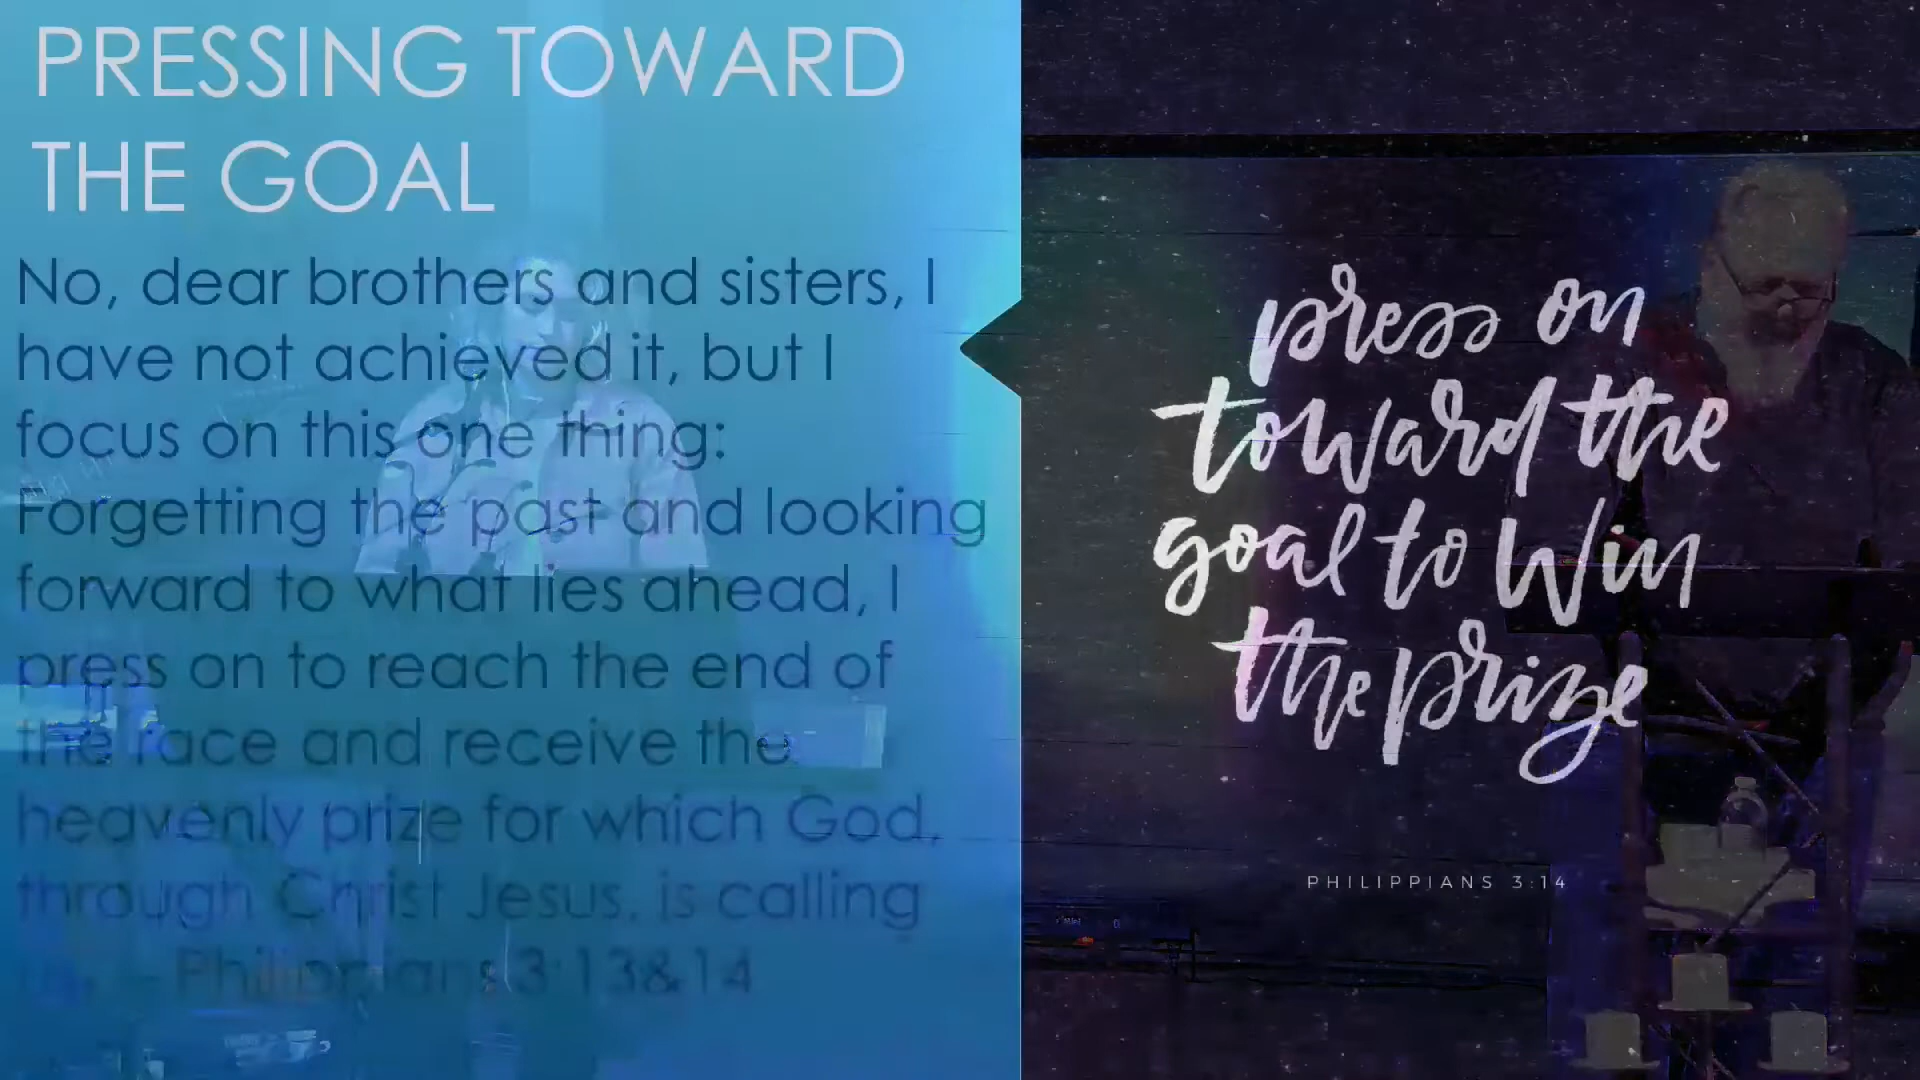 PRESSING TOWARD
THE GOAL
No, dear brothers and sisters, I
have not achieved it, but I
focus on this one thing:
Forgetting the past and looking
forward to what lies ahead, I
press on to reach the end of
the race and receive the
heavenly prize for which God,
through Christ Jesus, is calling
– Philippians 3:13&14
press on
toward the
goal to win
the prize
PHILIPPIANS 3:14